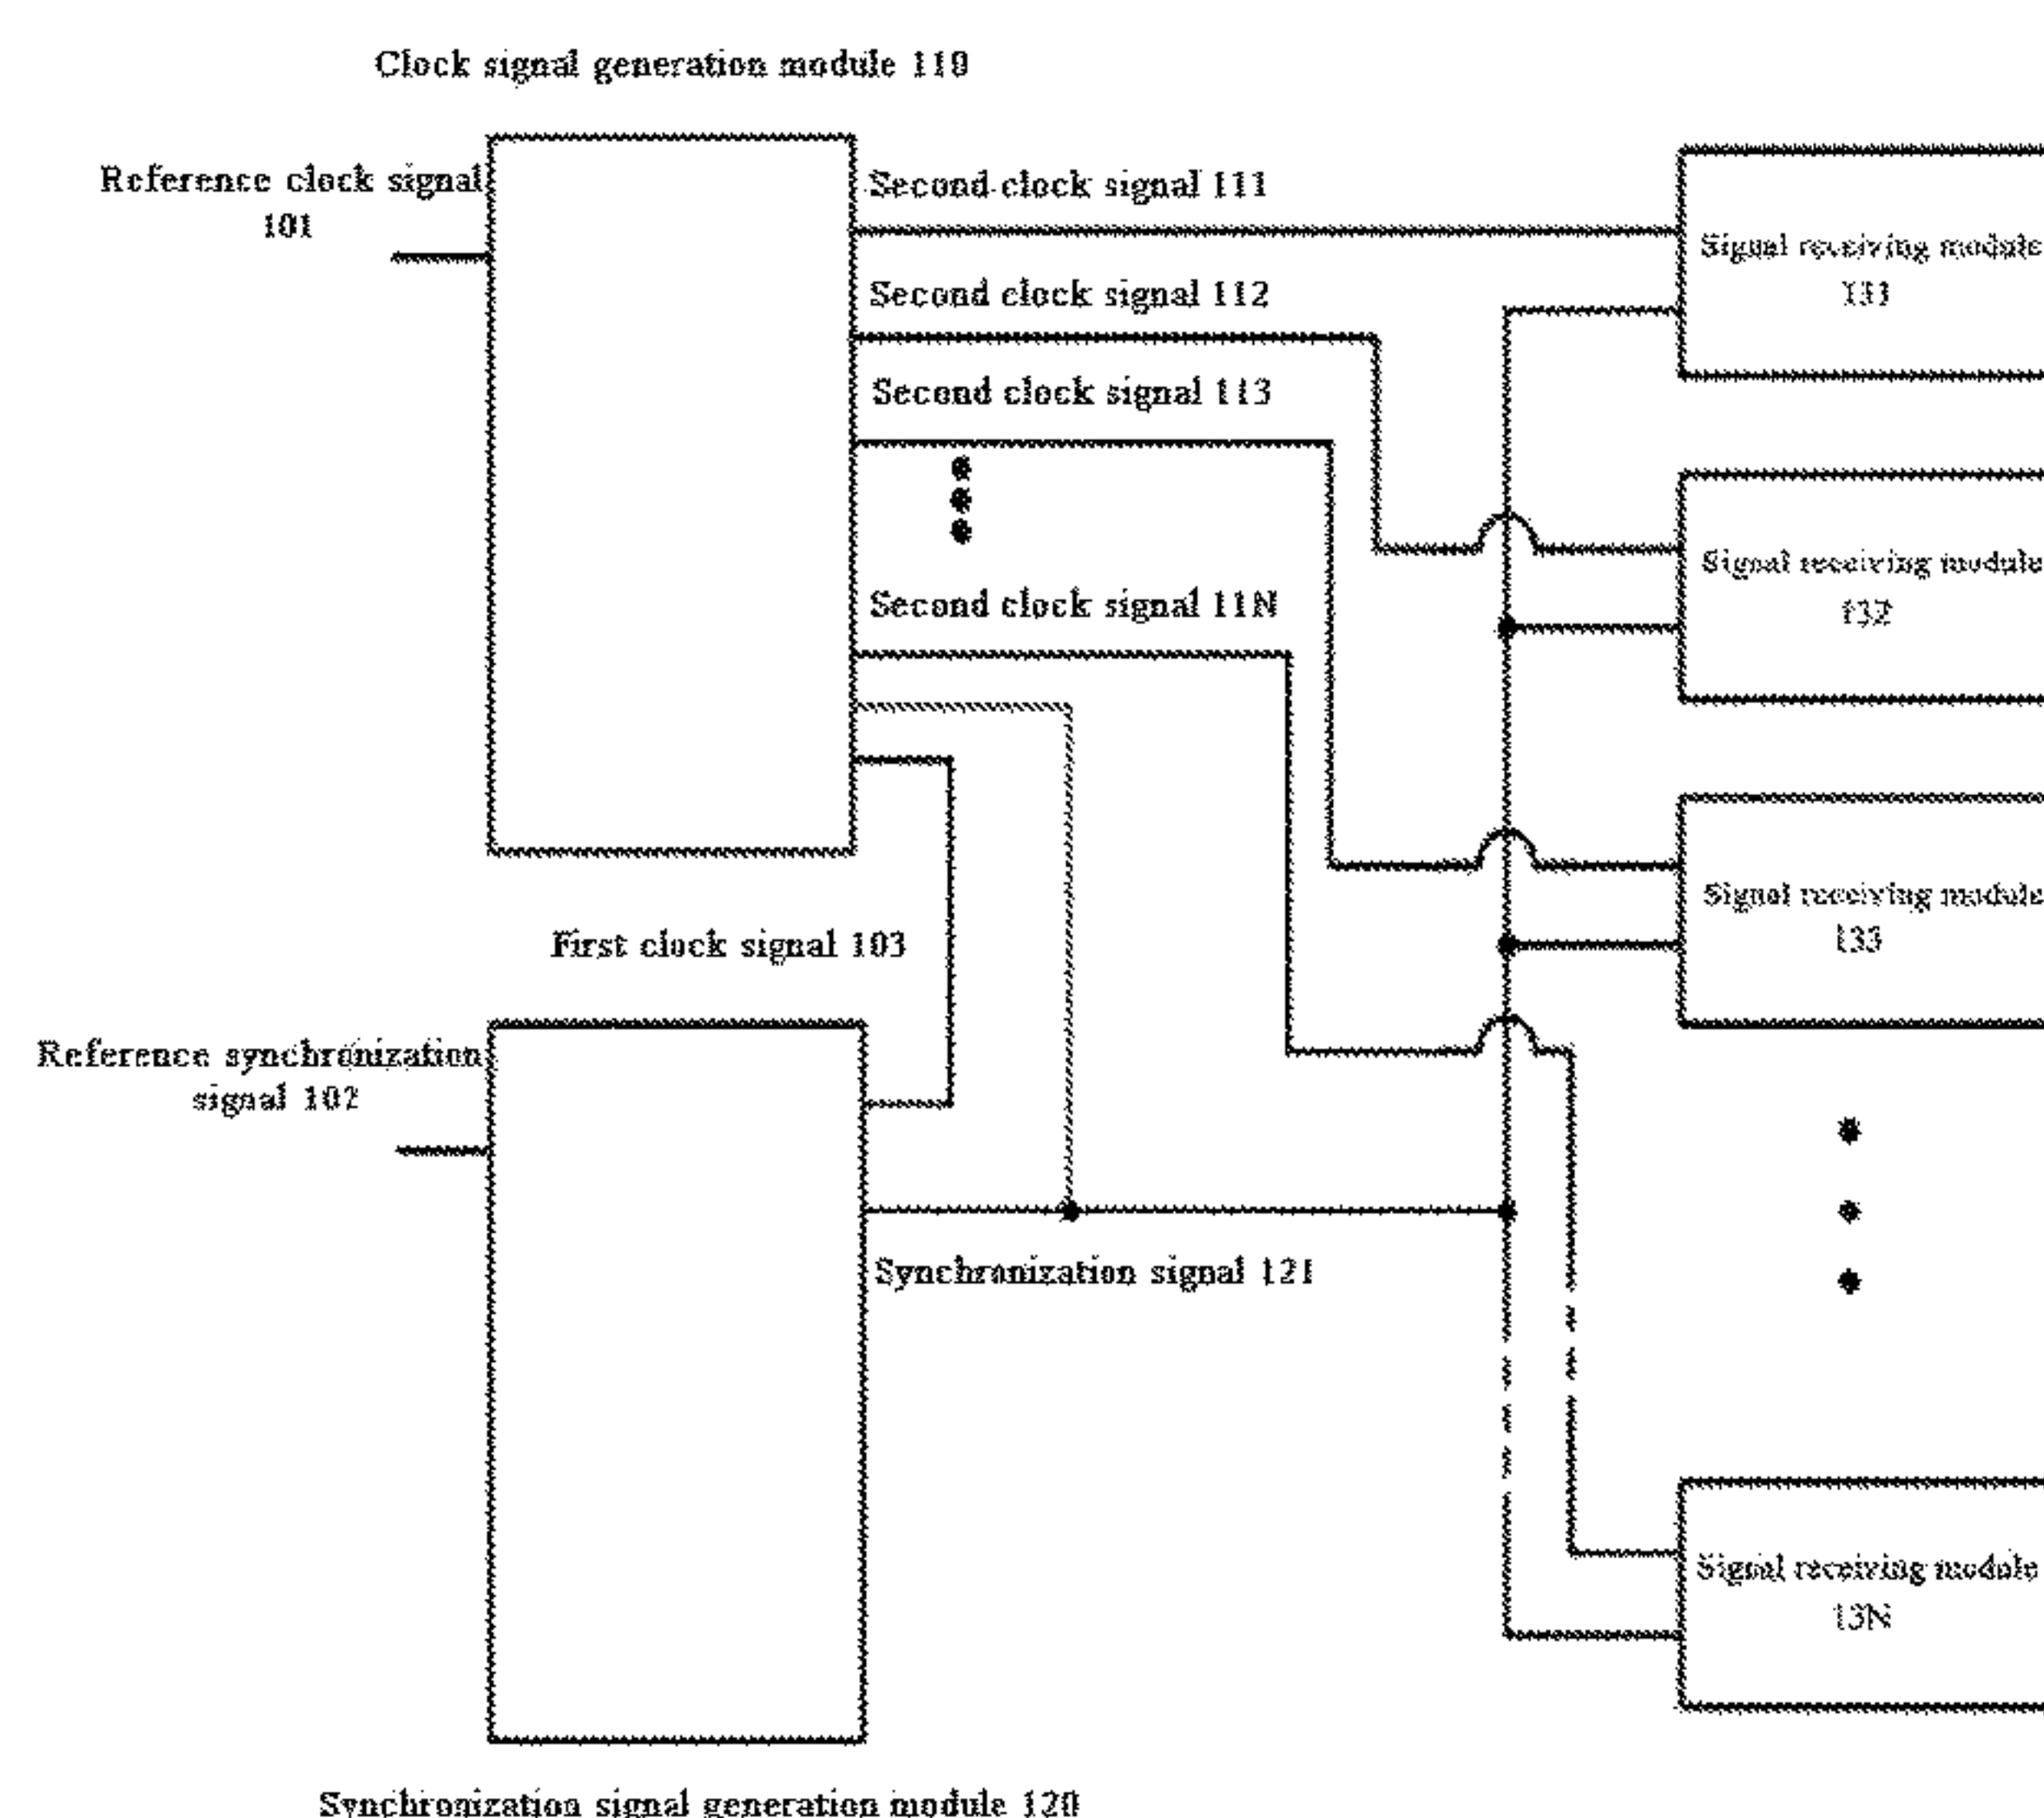 Clock signal generation module 110
Reference clock signal
101
Second clock signal 111
Second clock signal 112
Second clock signal 113
Second clock signal 11N
First clock signal 103
Reference synchronization
signal 102
Synchronization signal 121
Synchronization signal generation module 120
Signal receiving module
131
Signal receiving module
132
Signal receiving module
133
Signal receiving module
13N